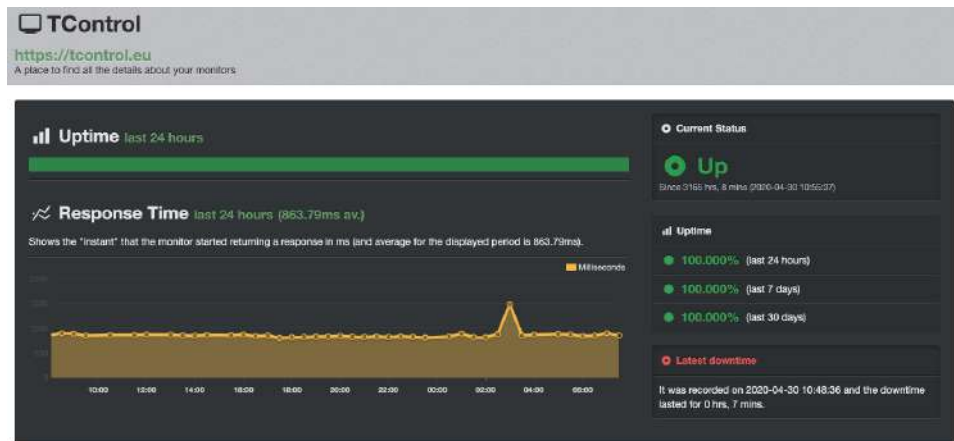 TControl
https://tcontrol.eu
A place to find all the details about your monitors
Uptime last 24 hours
Response Time last 24 hours (863.79ms av.)
Shows the "instant" that the monitor started returning a response in ms (and average for the displayed period is 863.79ms).
Milliseconds
10:00 12:00 14:00 16:00 18:00 20:00 22:00 00:00 02:00 04:00 06:00
Current Status
Up
Since 3165 hrs, 8 mins (2020-04-30 10:55:37)
Uptime
100.000% (last 24 hours)
100.000% (last 7 days)
100.000% (last 30 days)
Latest downtime
It was recorded on 2020-04-30 10:48:36 and the downtime
lasted for 0 hrs, 7 mins.